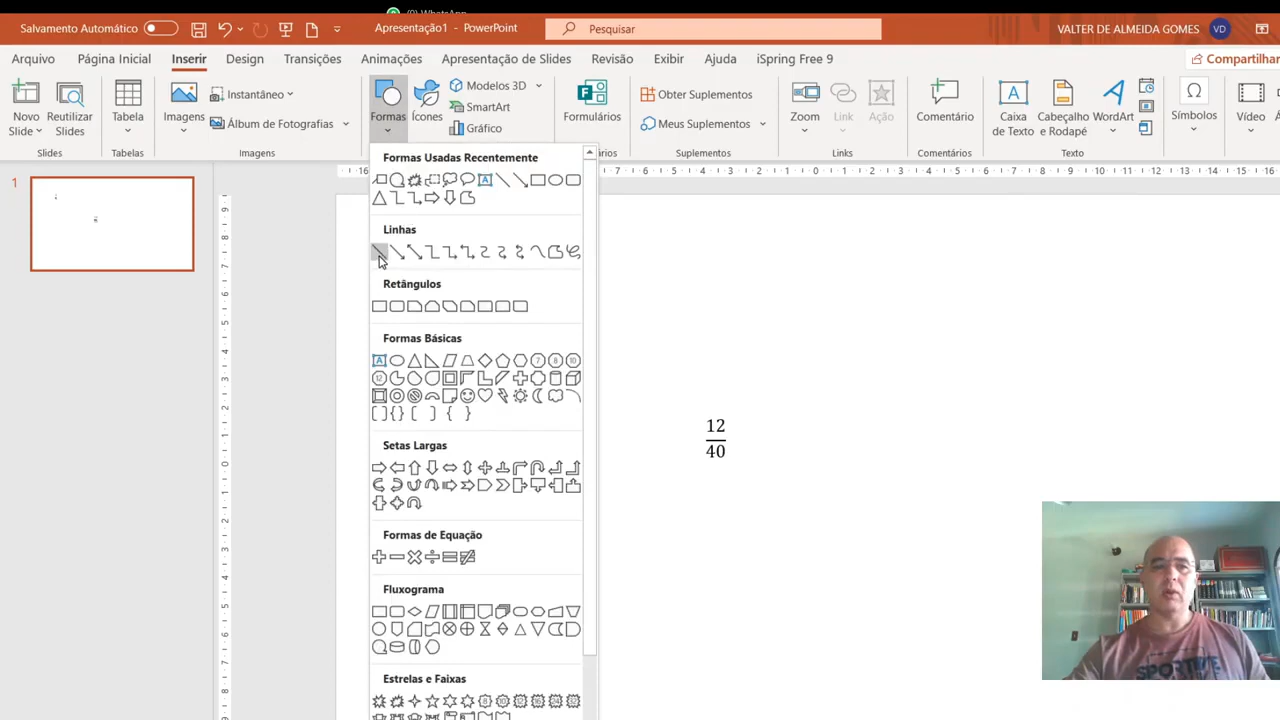 (0) WhatsApp
Salvamento Automático
Apresentação1 - PowerPoint
Pesquisar
VALTER DE ALMEIDA GOMES
VD
Arquivo Página Inicial Inserir Design Transições Animações Apresentação de Slides Revisão Exibir Ajuda iSpring Free 9 Compartilhar
Novo Slide
Reutilizar Slides
Slides
Tabela
Tabelas
Imagens
Instantâneo
Álbum de Fotografias
Imagens
Formas
Ícones
Modelos 3D
SmartArt
Gráfico
Formulários
Obter Suplementos
Meus Suplementos
Suplementos
Zoom
Link
Ação
Links
Comentário
Comentários
Caixa de Texto
Cabeçalho e Rodapé
WordArt
Texto
Símbolos
Vídeo
Formas Usadas Recentemente
Linhas
Retângulos
Formas Básicas
Setas Largas
Formas de Equação
Fluxograma
Estrelas e Faixas
1
12
40